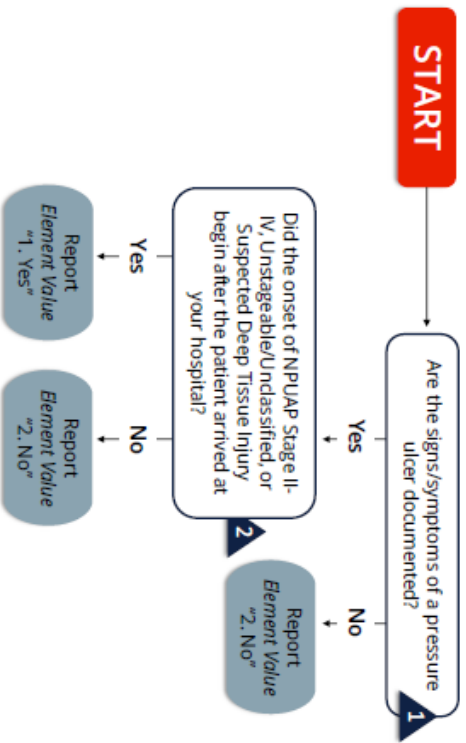 START
Are the signs/symptoms of a pressure
ulcer documented?
1
Yes
No
Did the onset of NPUAP Stage II-
IV, Unstageable/Unclassified, or
Suspected Deep Tissue Injury
begin after the patient arrived at
your hospital?
2
Report
Element Value
"2. No"
Yes
No
Report
Element Value
"1. Yes"
Report
Element Value
"2. No"